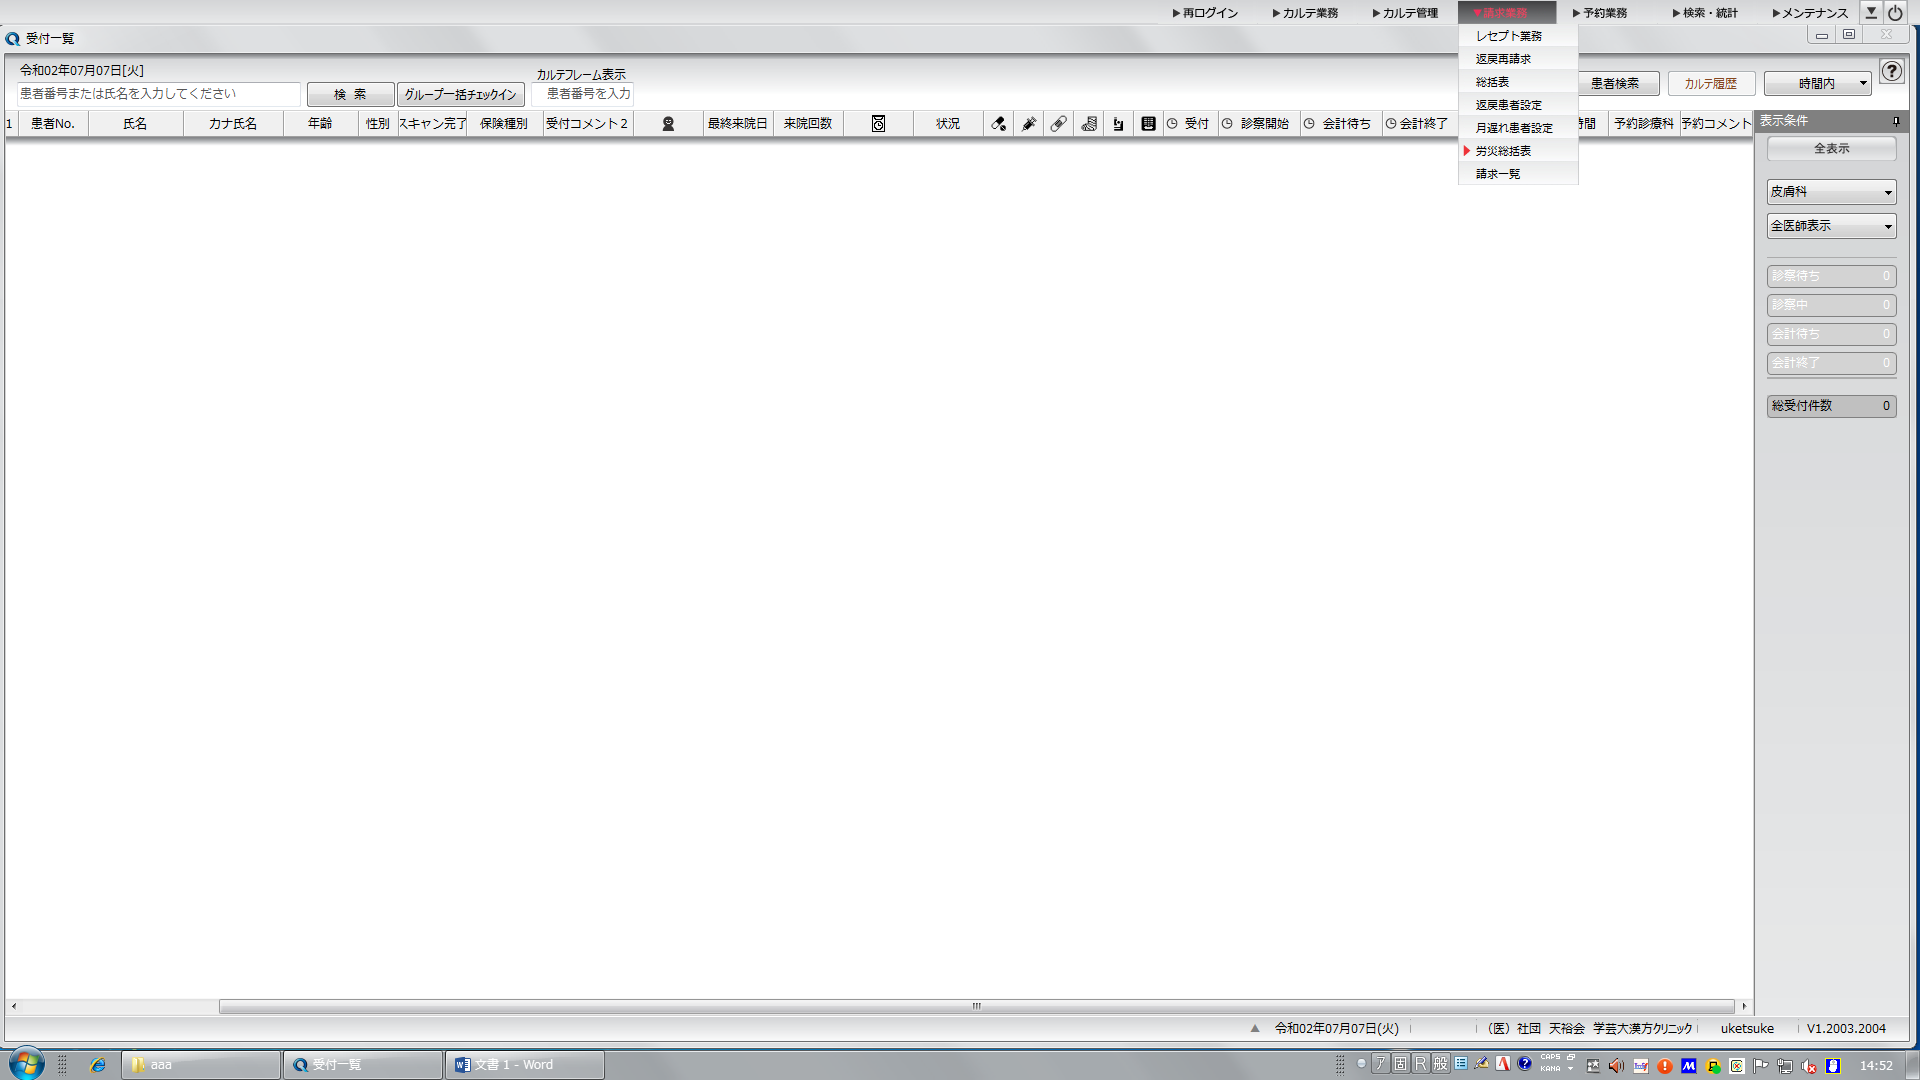 ▶再ログイン ▶カルテ業務 ▶カルテ管理 ▼請求業務 ▶予約業務 ▶検索・統計 ▶メンテナンス
受付一覧
レセプト業務
返戻再請求
総括表
返戻患者設定
月遅れ患者設定
労災総括表
請求一覧
令和02年07月07日[火]
患者番号または氏名を入力してください
検 索
グループ一括チェックイン
カルテフレーム表示
患者番号を入力
患者検索
カルテ履歴
時間内
1 患者No. 氏名 カナ氏名 年齢 性別 スキャン完了 保険種別 受付コメント2 最終来院日 来院回数 状況 受付 診察開始 会計待ち 会計終了 時間 予約診療科 予約コメント
表示条件
全表示
皮膚科
全医師表示
診察待ち 0
診察中 0
会計待ち 0
会計終了 0
総受付件数 0
令和02年07月07日(火) （医）社団 天裕会 学芸大漢方クリニック uketsuke V1.2003.2004
aaa 受付一覧 文書 1 - Word
ア 固 R 般 CAPS KANA 14:52